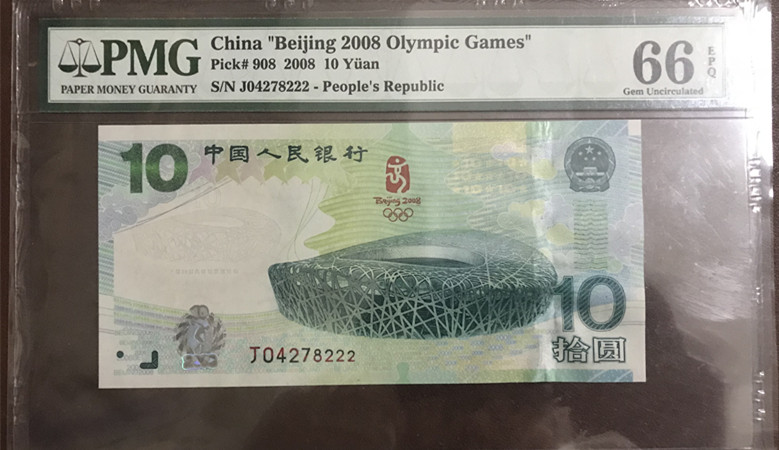 PMG
PAPER MONEY GUARANTY
China "Beijing 2008 Olympic Games"
Pick# 908 2008 10 Yüan
S/N J04278222 - People's Republic
66 EPQ
Gem Uncirculated
10 中国人民银行
Beijing 2008
10
拾圆
J04278222